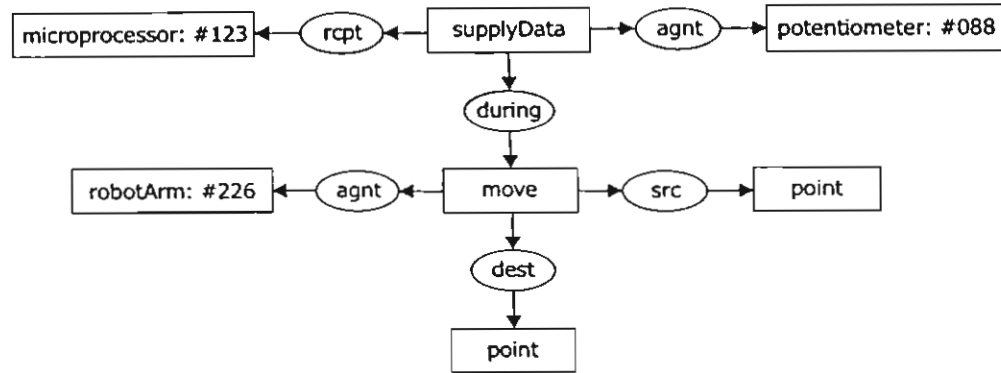 microprocessor: #123
rcpt
supplyData
agnt
potentiometer: #088
during
robotArm: #226
agnt
move
src
point
dest
point